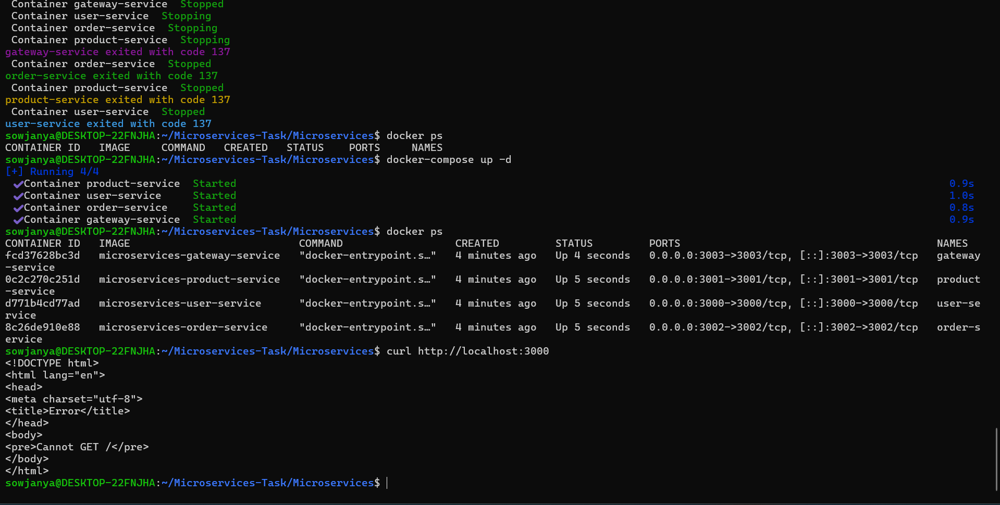 Container gateway-service  Stopped
Container user-service  Stopping
Container order-service  Stopping
Container product-service  Stopping
gateway-service exited with code 137
Container order-service  Stopped
order-service exited with code 137
Container product-service  Stopped
product-service exited with code 137
Container user-service  Stopped
user-service exited with code 137
sowjanya@DESKTOP-22FNJHA:~/Microservices-Task/Microservices$ docker ps
CONTAINER ID   IMAGE     COMMAND   CREATED   STATUS    PORTS     NAMES
sowjanya@DESKTOP-22FNJHA:~/Microservices-Task/Microservices$ docker-compose up -d
[+] Running 4/4
✔Container product-service  Started 0.9s
✔Container user-service     Started 1.0s
✔Container order-service    Started 0.8s
✔Container gateway-service  Started 0.9s
sowjanya@DESKTOP-22FNJHA:~/Microservices-Task/Microservices$ docker ps
CONTAINER ID   IMAGE                           COMMAND                  CREATED         STATUS         PORTS                                         NAMES
fcd37628bc3d   microservices-gateway-service   "docker-entrypoint.s…"   4 minutes ago   Up 4 seconds   0.0.0.0:3003->3003/tcp, [::]:3003->3003/tcp   gateway
-service
0c2c270c251d   microservices-product-service   "docker-entrypoint.s…"   4 minutes ago   Up 5 seconds   0.0.0.0:3001->3001/tcp, [::]:3001->3001/tcp   product
-service
d771b4cd77ad   microservices-user-service      "docker-entrypoint.s…"   4 minutes ago   Up 5 seconds   0.0.0.0:3000->3000/tcp, [::]:3000->3000/tcp   user-se
rvice
8c26de910e88   microservices-order-service     "docker-entrypoint.s…"   4 minutes ago   Up 5 seconds   0.0.0.0:3002->3002/tcp, [::]:3002->3002/tcp   order-s
ervice
sowjanya@DESKTOP-22FNJHA:~/Microservices-Task/Microservices$ curl http://localhost:3000
<!DOCTYPE html>
<html lang="en">
<head>
<meta charset="utf-8">
<title>Error</title>
</head>
<body>
<pre>Cannot GET /</pre>
</body>
</html>
sowjanya@DESKTOP-22FNJHA:~/Microservices-Task/Microservices$